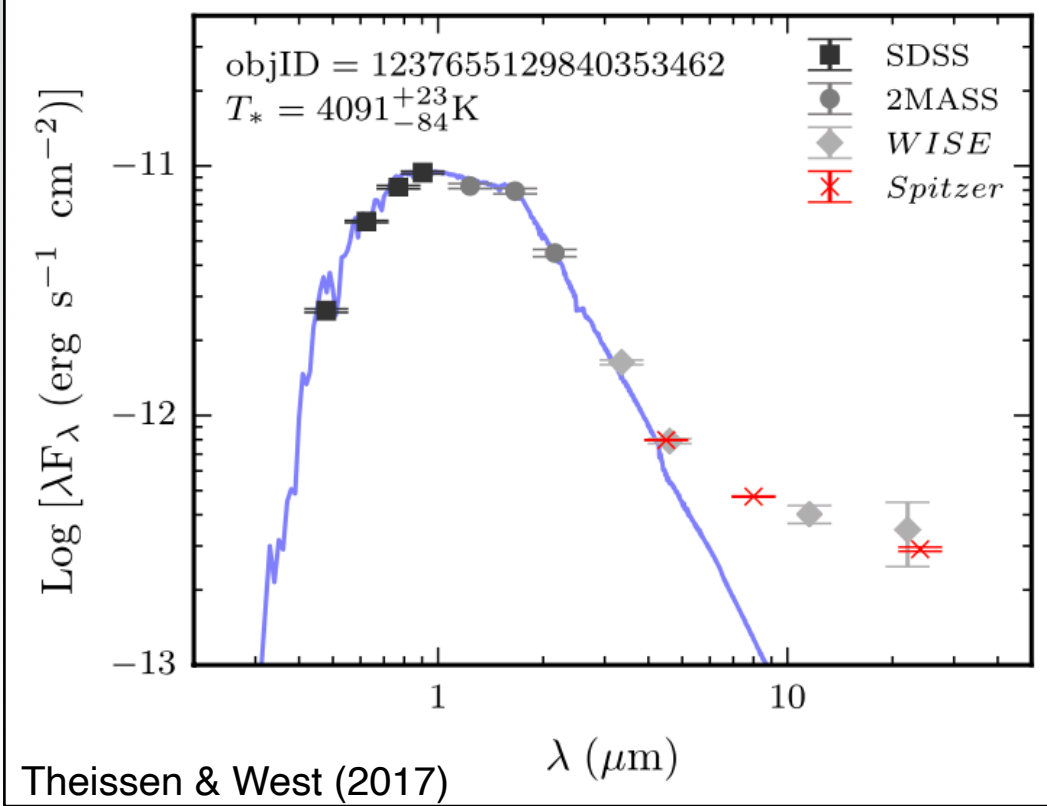 objID = 1237655129840353462
T* = 4091 +23 −84 K
SDSS
2MASS
WISE
Spitzer
Log [λFλ (erg s−1 cm−2)]
−11
−12
−13
1
10
λ (μm)
Theissen & West (2017)